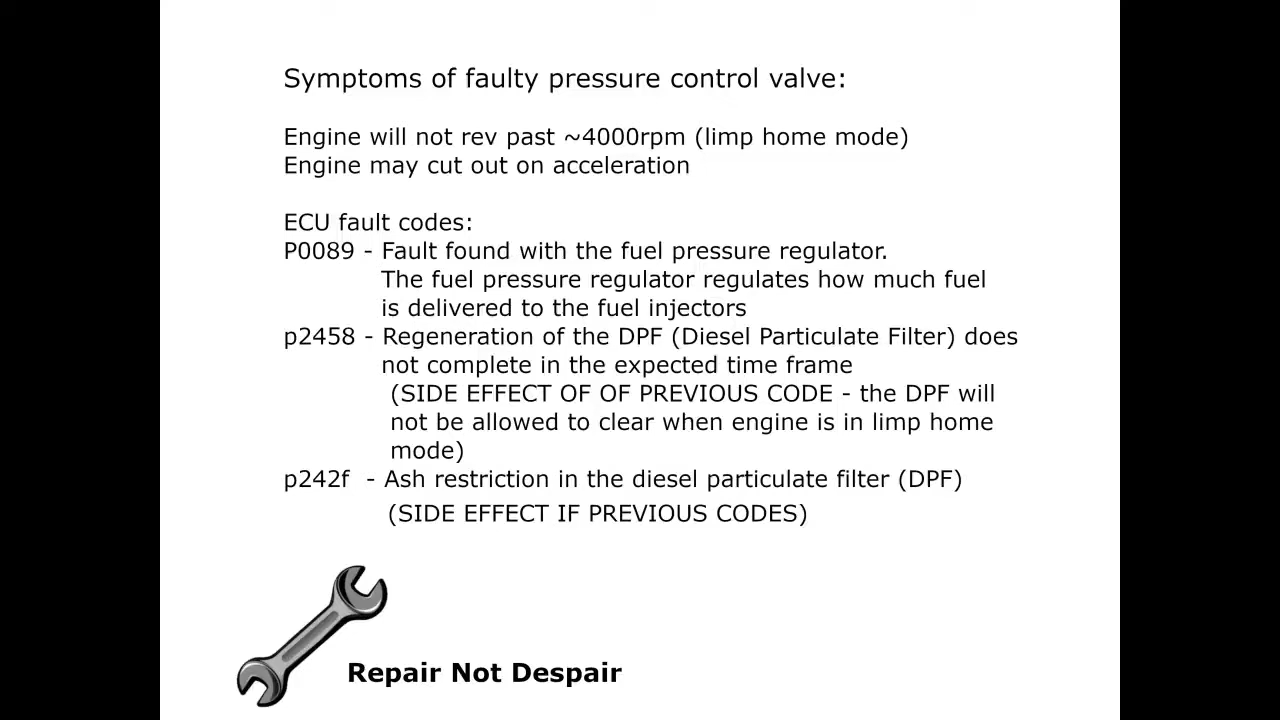 Symptoms of faulty pressure control valve:
Engine will not rev past ~4000rpm (limp home mode)
Engine may cut out on acceleration
ECU fault codes:
P0089 - Fault found with the fuel pressure regulator.
The fuel pressure regulator regulates how much fuel
is delivered to the fuel injectors
p2458 - Regeneration of the DPF (Diesel Particulate Filter) does
not complete in the expected time frame
(SIDE EFFECT OF OF PREVIOUS CODE - the DPF will
not be allowed to clear when engine is in limp home
mode)
p242f - Ash restriction in the diesel particulate filter (DPF)
(SIDE EFFECT IF PREVIOUS CODES)
Repair Not Despair